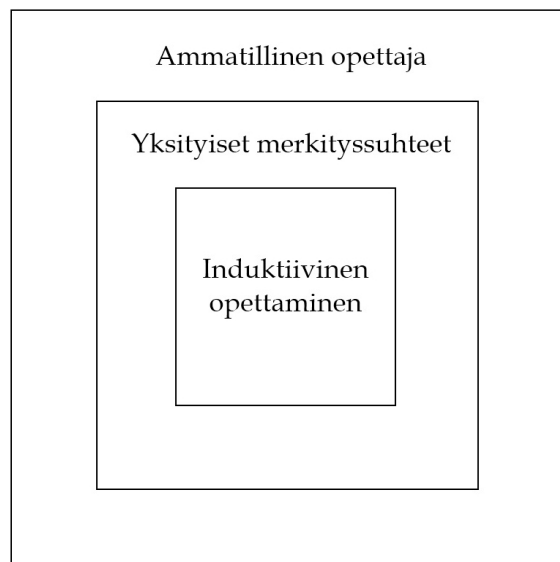 Ammatillinen opettaja
Yksityiset merkityssuhteet
Induktiivinen
opettaminen